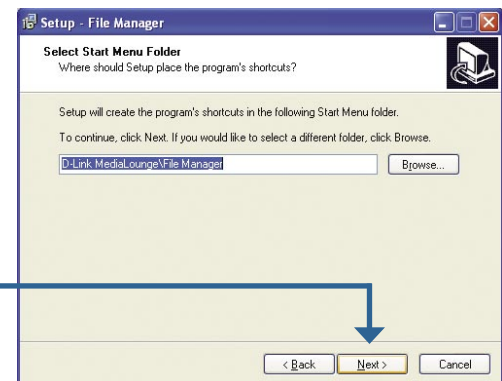 Setup - File Manager
Select Start Menu Folder
Where should Setup place the program's shortcuts?
Setup will create the program's shortcuts in the following Start Menu folder.
To continue, click Next. If you would like to select a different folder, click Browse.
D-Link MediaLounge\File Manager Browse...
< Back Next > Cancel